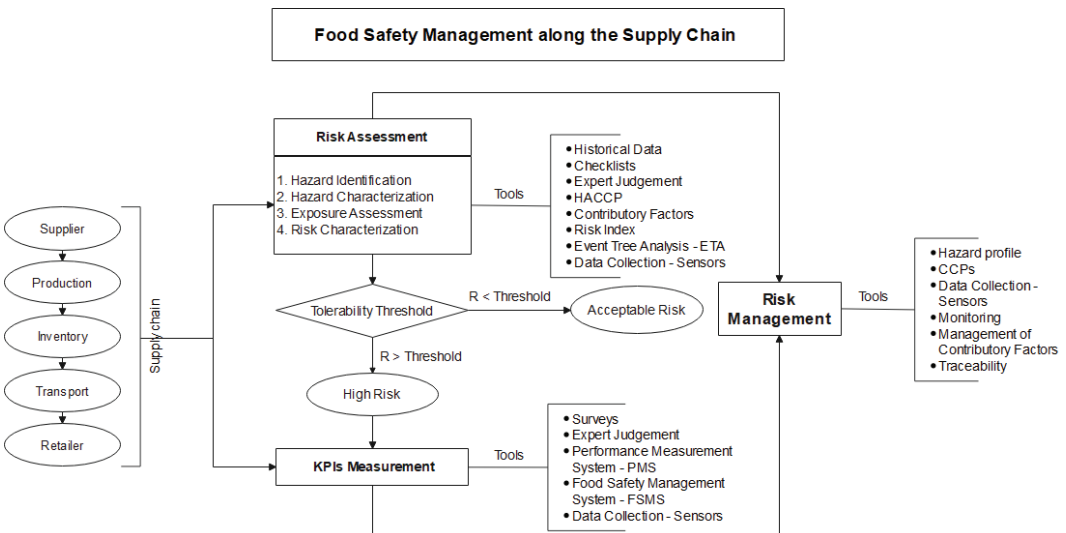 Food Safety Management along the Supply Chain
Supplier
Production
Inventory
Transport
Retailer
Supply chain
Risk Assessment
1. Hazard Identification
2. Hazard Characterization
3. Exposure Assessment
4. Risk Characterization
Tools
• Historical Data
• Checklists
• Expert Judgement
• HACCP
• Contributory Factors
• Risk Index
• Event Tree Analysis - ETA
• Data Collection - Sensors
Tolerability Threshold
R < Threshold
Acceptable Risk
R > Threshold
High Risk
KPIs Measurement
Tools
• Surveys
• Expert Judgement
• Performance Measurement
System - PMS
• Food Safety Management
System - FSMS
• Data Collection - Sensors
Risk
Management
Tools
• Hazard profile
• CCPs
• Data Collection -
Sensors
• Monitoring
• Management of
Contributory Factors
• Traceability